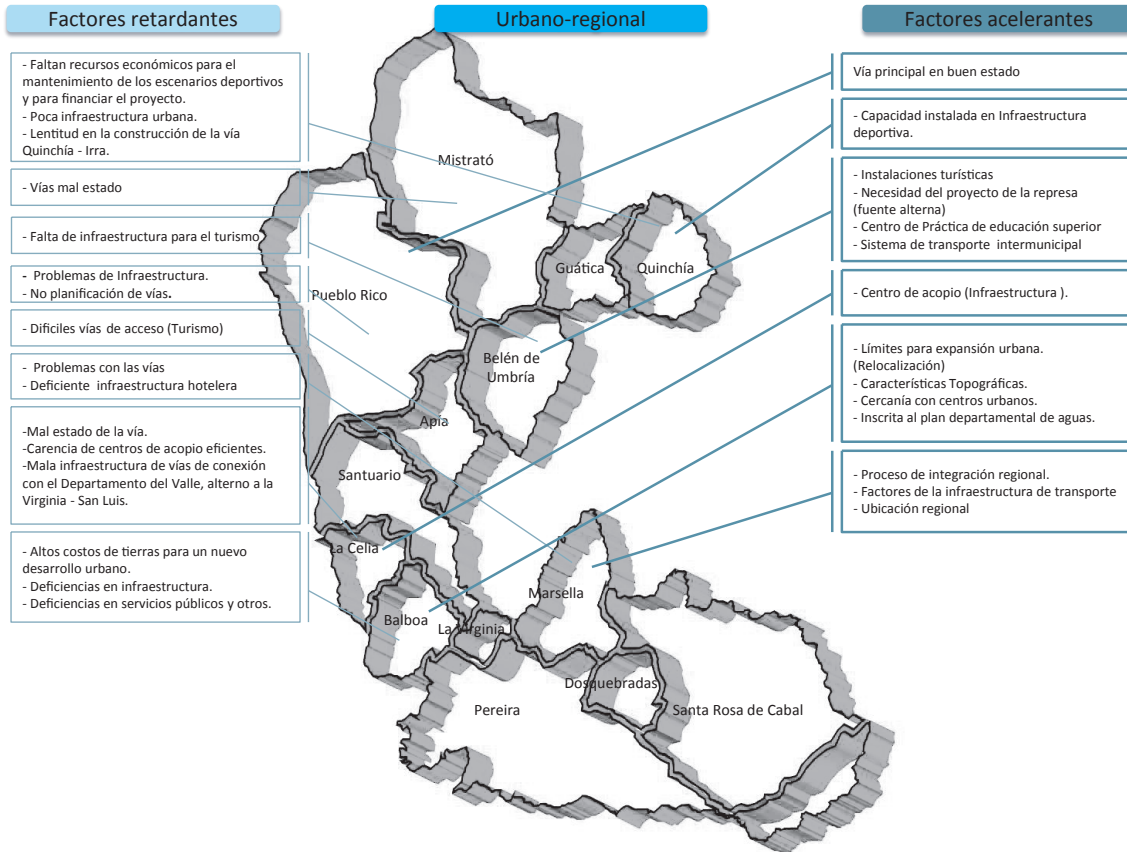 Factores retardantes
Urbano-regional
Factores acelerantes
- Faltan recursos económicos para el
mantenimiento de los escenarios deportivos
y para financiar el proyecto.
- Poca infraestructura urbana.
- Lentitud en la construcción de la vía
Quinchía - Irra.
- Vías mal estado
- Falta de infraestructura para el turismo
- Problemas de Infraestructura.
- No planificación de vías.
- Dificiles vías de acceso (Turismo)
- Problemas con las vías
- Deficiente infraestructura hotelera
-Mal estado de la vía.
-Carencia de centros de acopio eficientes.
-Mala infraestructura de vías de conexión
con el Departamento del Valle, alterno a la
Virginia - San Luis.
- Altos costos de tierras para un nuevo
desarrollo urbano.
- Deficiencias en infraestructura.
- Deficiencias en servicios públicos y otros.
Mistrató
Guática
Quinchía
Pueblo Rico
Belén de
Umbría
Apía
Santuario
La Celia
Marsella
Balboa
La Virginia
Dosquebradas
Pereira
Santa Rosa de Cabal
Vía principal en buen estado
- Capacidad instalada en Infraestructura
deportiva.
- Instalaciones turísticas
- Necesidad del proyecto de la represa
(fuente alterna)
- Centro de Práctica de educación superior
- Sistema de transporte intermunicipal
- Centro de acopio (Infraestructura ).
- Límites para expansión urbana.
(Relocalización)
- Características Topográficas.
- Cercanía con centros urbanos.
- Inscrita al plan departamental de aguas.
- Proceso de integración regional.
- Factores de la infraestructura de transporte
- Ubicación regional